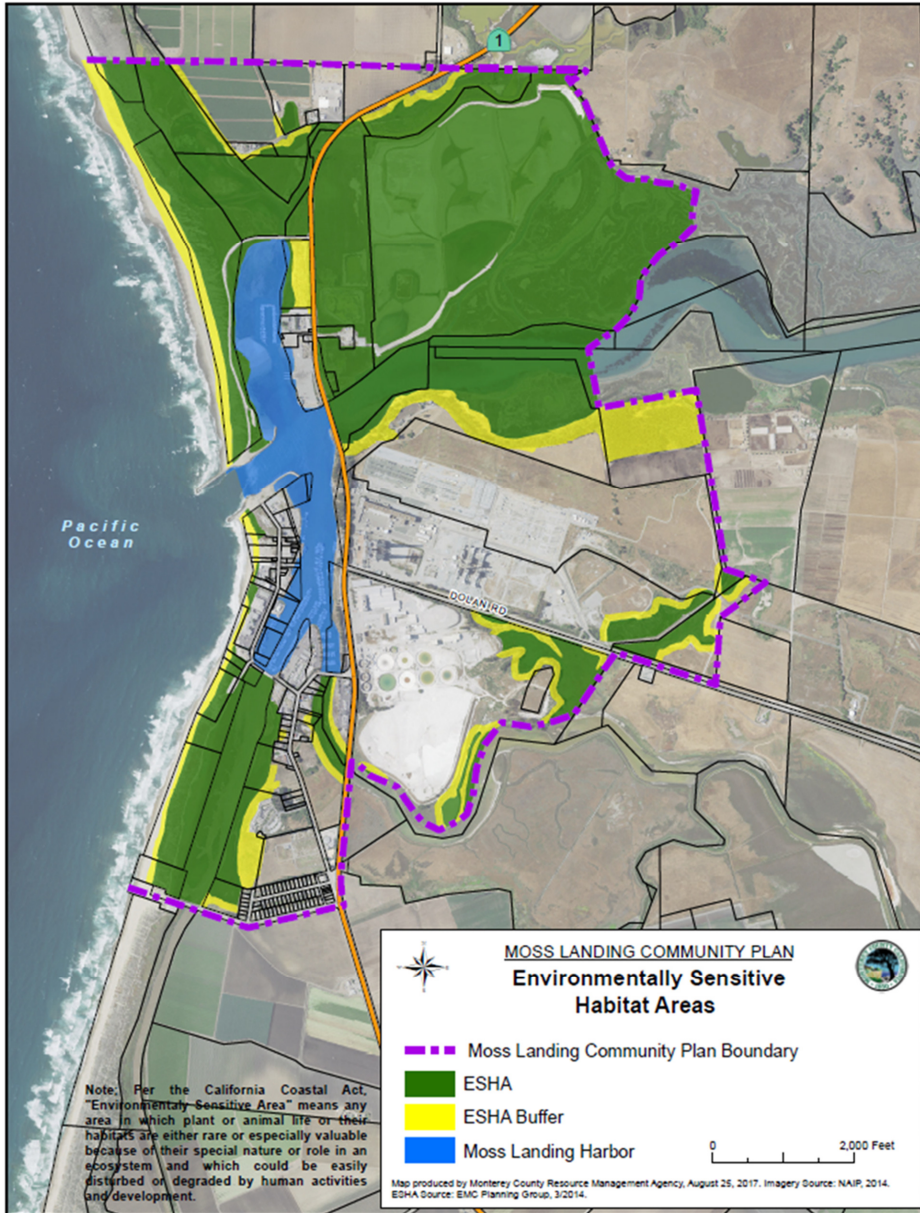 1
Pacific
Ocean
DOLAN RD
MOSS LANDING COMMUNITY PLAN
Environmentally Sensitive
Habitat Areas
Moss Landing Community Plan Boundary
ESHA
ESHA Buffer
Moss Landing Harbor
0 2,000 Feet
Map produced by Monterey County Resource Management Agency, August 25, 2017. Imagery Source: NAIP, 2014.
ESHA Source: EMC Planning Group, 3/2014.
Note: Per the California Coastal Act,
"Environmentaly Sensitive Area" means any
area in which plant or animal life or their
habitats are either rare or especially valuable
because of their special nature or role in an
ecosystem and which could be easily
disturbed or degraded by human activities
and development.